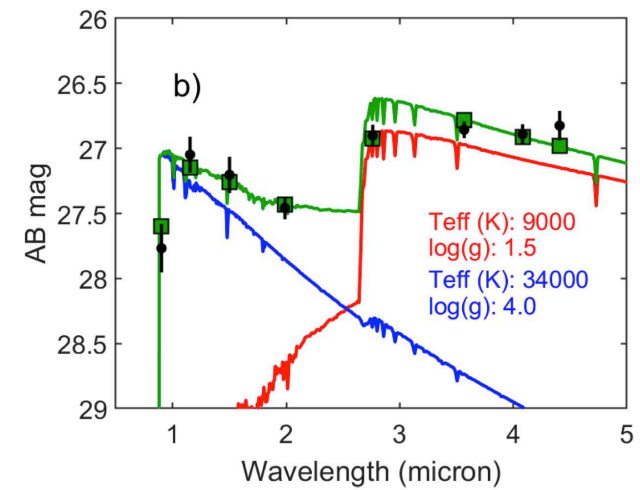 26
26.5
27
27.5
28
28.5
29
AB mag
b)
Teff (K): 9000
log(g): 1.5
Teff (K): 34000
log(g): 4.0
1 2 3 4 5
Wavelength (micron)